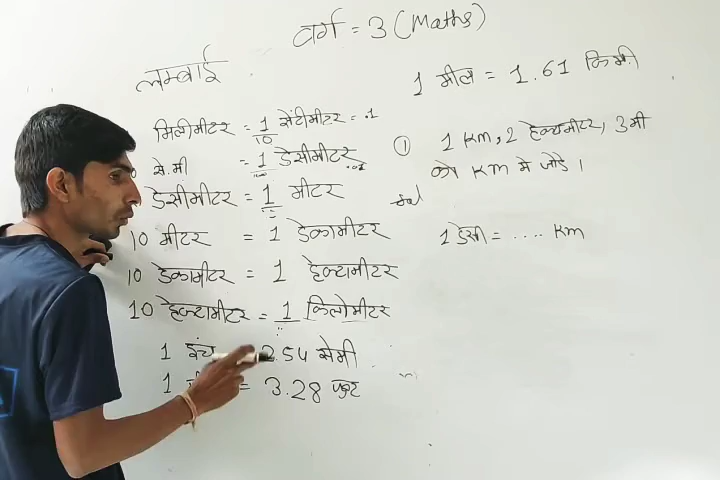 वर्ग = 3 (Maths)
लम्बाई
मिलीमीटर = 1/10 सेंटीमीटर = .1
से.मी = 1 डेसीमीटर
डेसीमीटर = 1 मीटर
10 मीटर = 1 डेकामीटर
10 डेकामीटर = 1 हेक्टामीटर
10 हेक्टामीटर = 1 किलोमीटर
1 इंच 2.54 सेमी
1 = 3.28 फुट
1 मील = 1.61 किमी
① 1 Km, 2 हेक्टामीटर, 3 मी
को Km मे जोडे ।
Sol
1 डेसी = .... Km